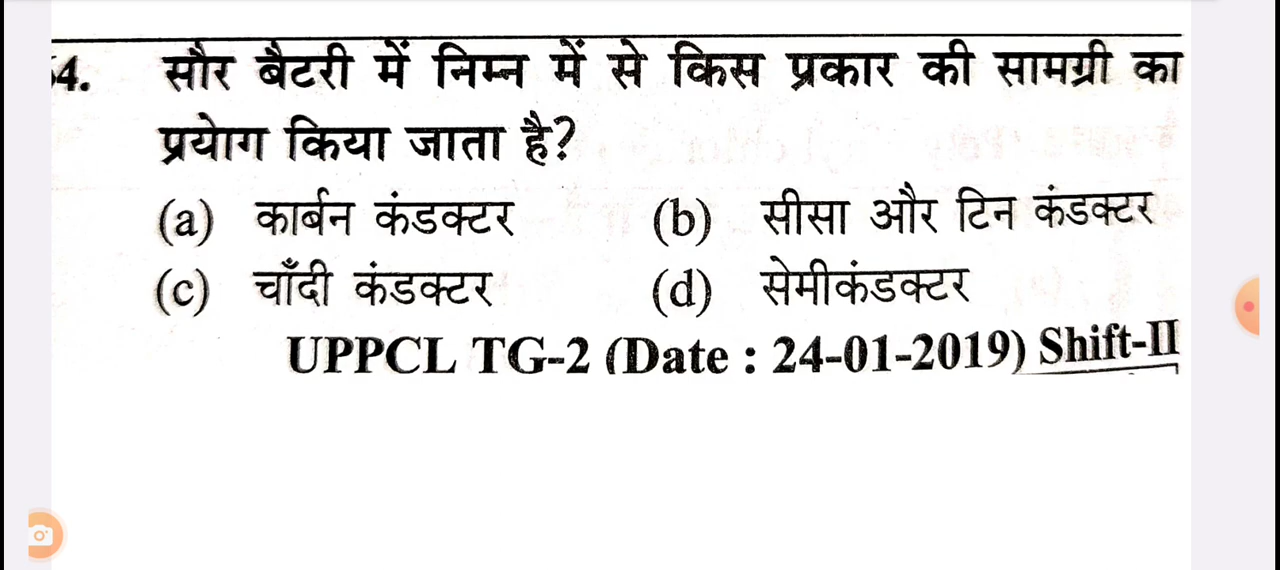 54. सौर बैटरी में निम्न में से किस प्रकार की सामग्री का
प्रयोग किया जाता है?
(a) कार्बन कंडक्टर (b) सीसा और टिन कंडक्टर
(c) चाँदी कंडक्टर (d) सेमीकंडक्टर
UPPCL TG-2 (Date : 24-01-2019) Shift-II